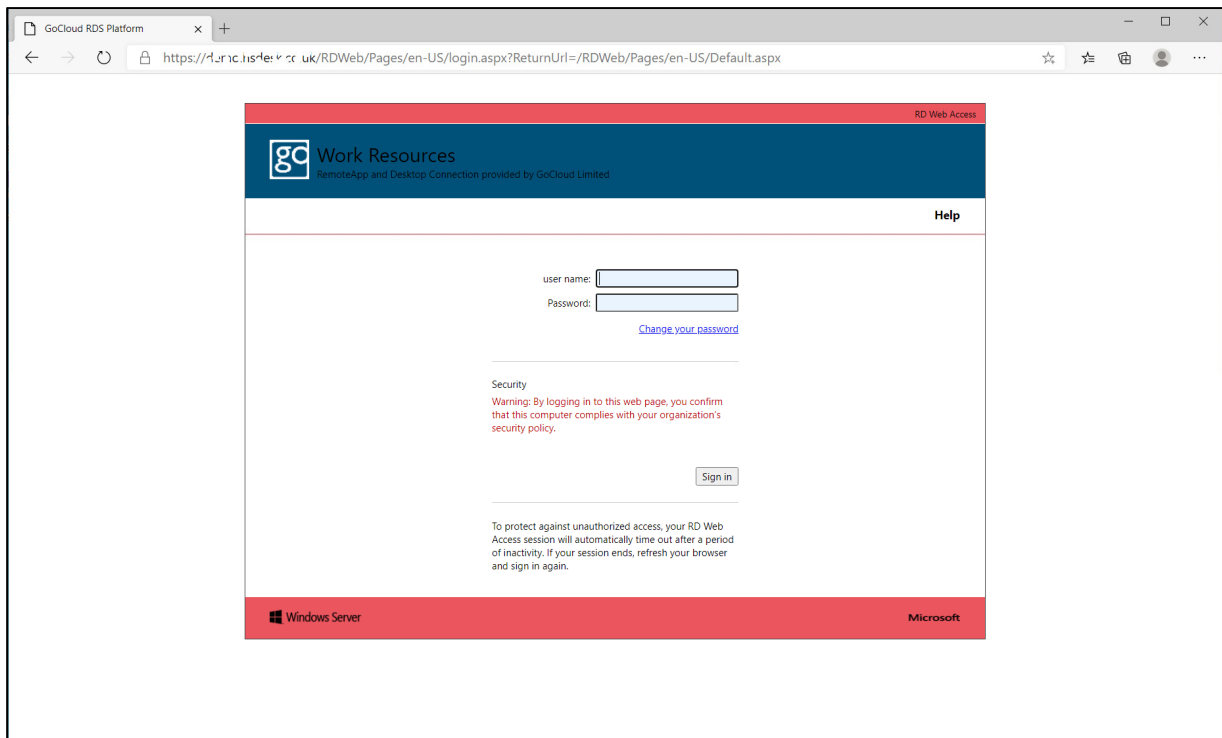 GoCloud RDS Platform
/RDWeb/Pages/en-US/login.aspx?ReturnUrl=/RDWeb/Pages/en-US/Default.aspx
RD Web Access
go
Work Resources
RemoteApp and Desktop Connection provided by GoCloud Limited
Help
user name:
Password:
Change your password
Security
Warning: By logging in to this web page, you confirm
that this computer complies with your organization's
security policy.
Sign in
To protect against unauthorized access, your RD Web
Access session will automatically time out after a period
of inactivity. If your session ends, refresh your browser
and sign in again.
Windows Server
Microsoft